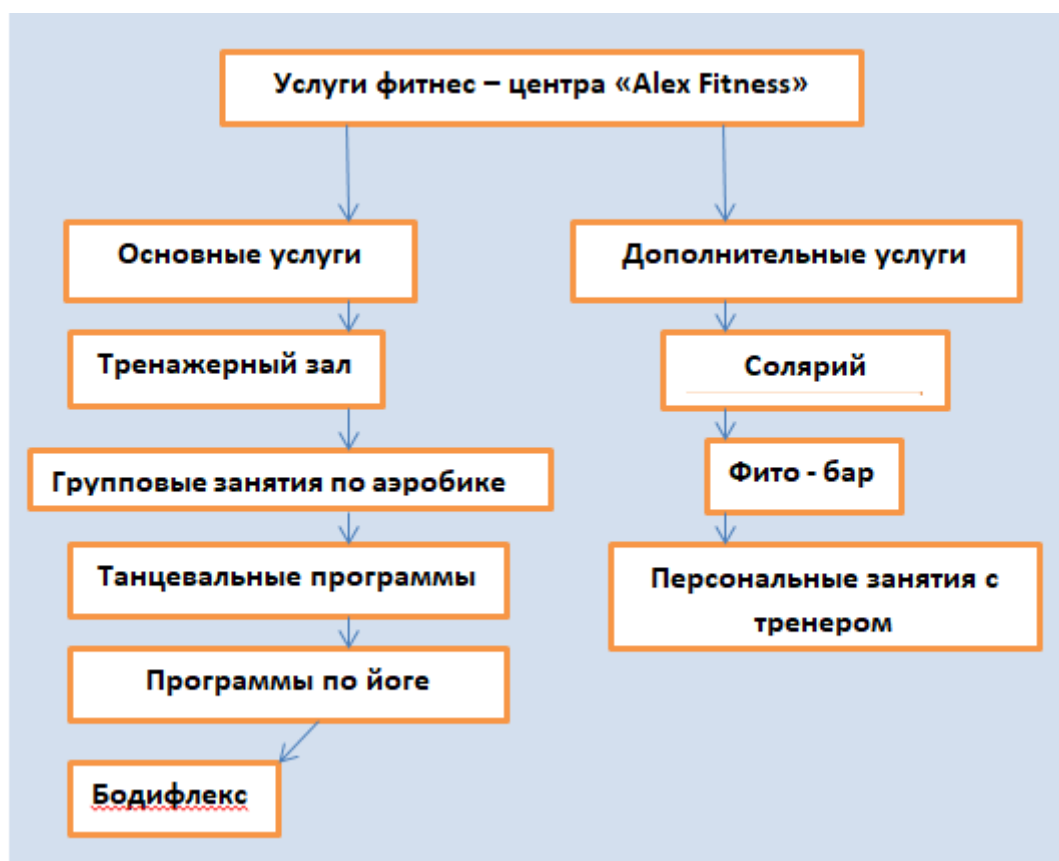 Услуги фитнес – центра «Alex Fitness»
Основные услуги
Тренажерный зал
Групповые занятия по аэробике
Танцевальные программы
Программы по йоге
Бодифлекс
Дополнительные услуги
Солярий
Фито - бар
Персональные занятия с
тренером